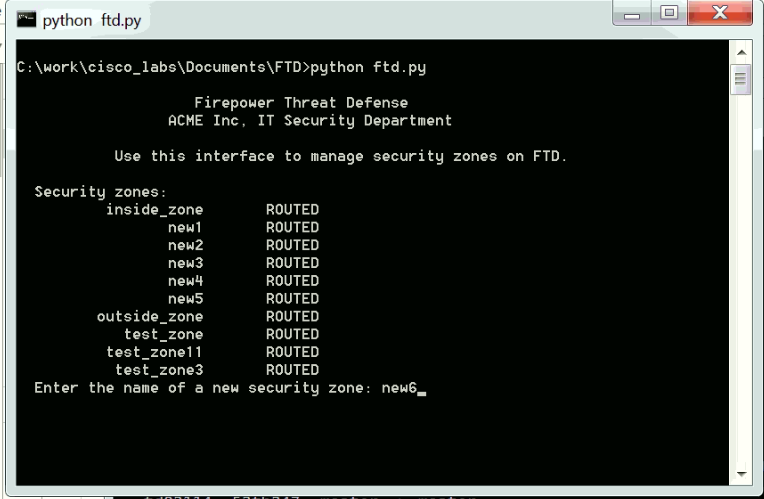 python ftd.py
C:\work\cisco_labs\Documents\FTD>python ftd.py
Firepower Threat Defense
ACME Inc, IT Security Department
Use this interface to manage security zones on FTD.
Security zones:
inside_zone ROUTED
new1 ROUTED
new2 ROUTED
new3 ROUTED
new4 ROUTED
new5 ROUTED
outside_zone ROUTED
test_zone ROUTED
test_zone11 ROUTED
test_zone3 ROUTED
Enter the name of a new security zone: new6_